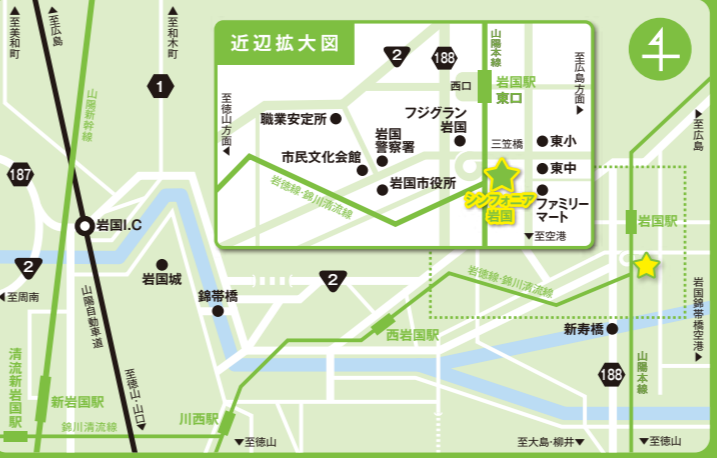 近辺拡大図
至美和町
至広島
至和木町
山陽新幹線
1
187
岩国I.C
2
至周南
岩国城
錦帯橋
山陽自動車道
至徳山・山口
清流新岩国駅
新岩国駅
錦川清流線
川西駅
至徳山
2
西岩国駅
岩徳線・錦川清流線
新寿橋
188
山陽本線
至大島・柳井
至徳山
岩国駅
至広島
岩国錦帯橋空港
至徳山方面
2
188
山陽本線
西口
岩国駅
東口
至広島方面
職業安定所
フジグラン
岩国
岩国
警察署
市民文化会館
岩国市役所
三笠橋
東小
東中
シンフォニア
岩国
ファミリー
マート
至空港
岩徳線・錦川清流線
4